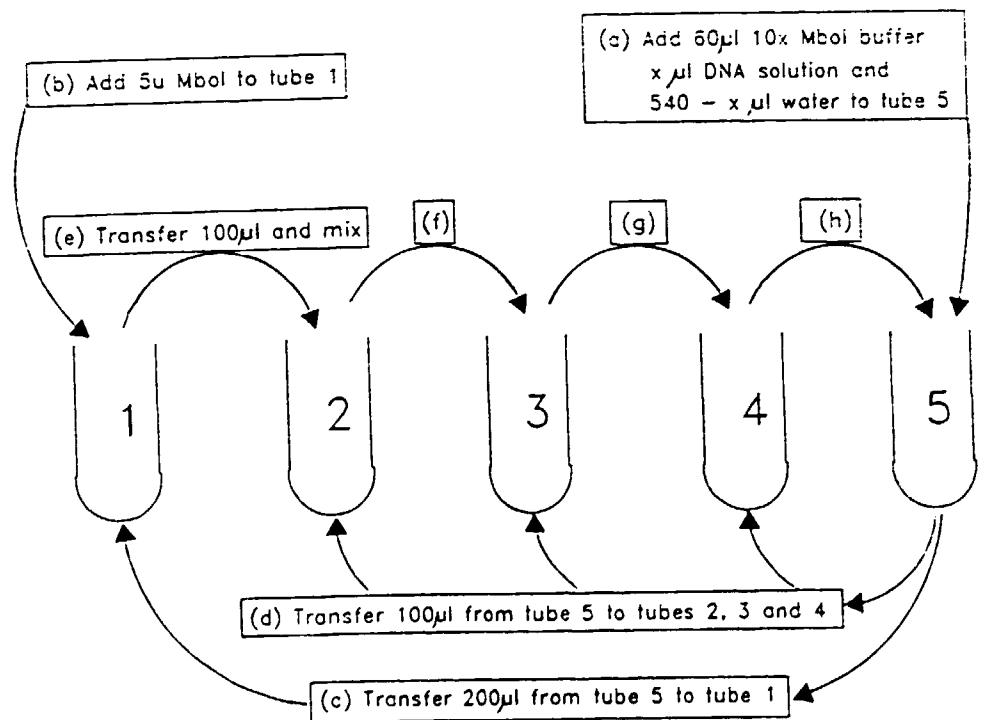 (a) Add 60µl 10x MboI buffer
x µl DNA solution and
540 - x µl water to tube 5
(b) Add 5u MboI to tube 1
(e) Transfer 100µl and mix
(f)
(g)
(h)
1
2
3
4
5
(d) Transfer 100µl from tube 5 to tubes 2, 3 and 4
(c) Transfer 200µl from tube 5 to tube 1